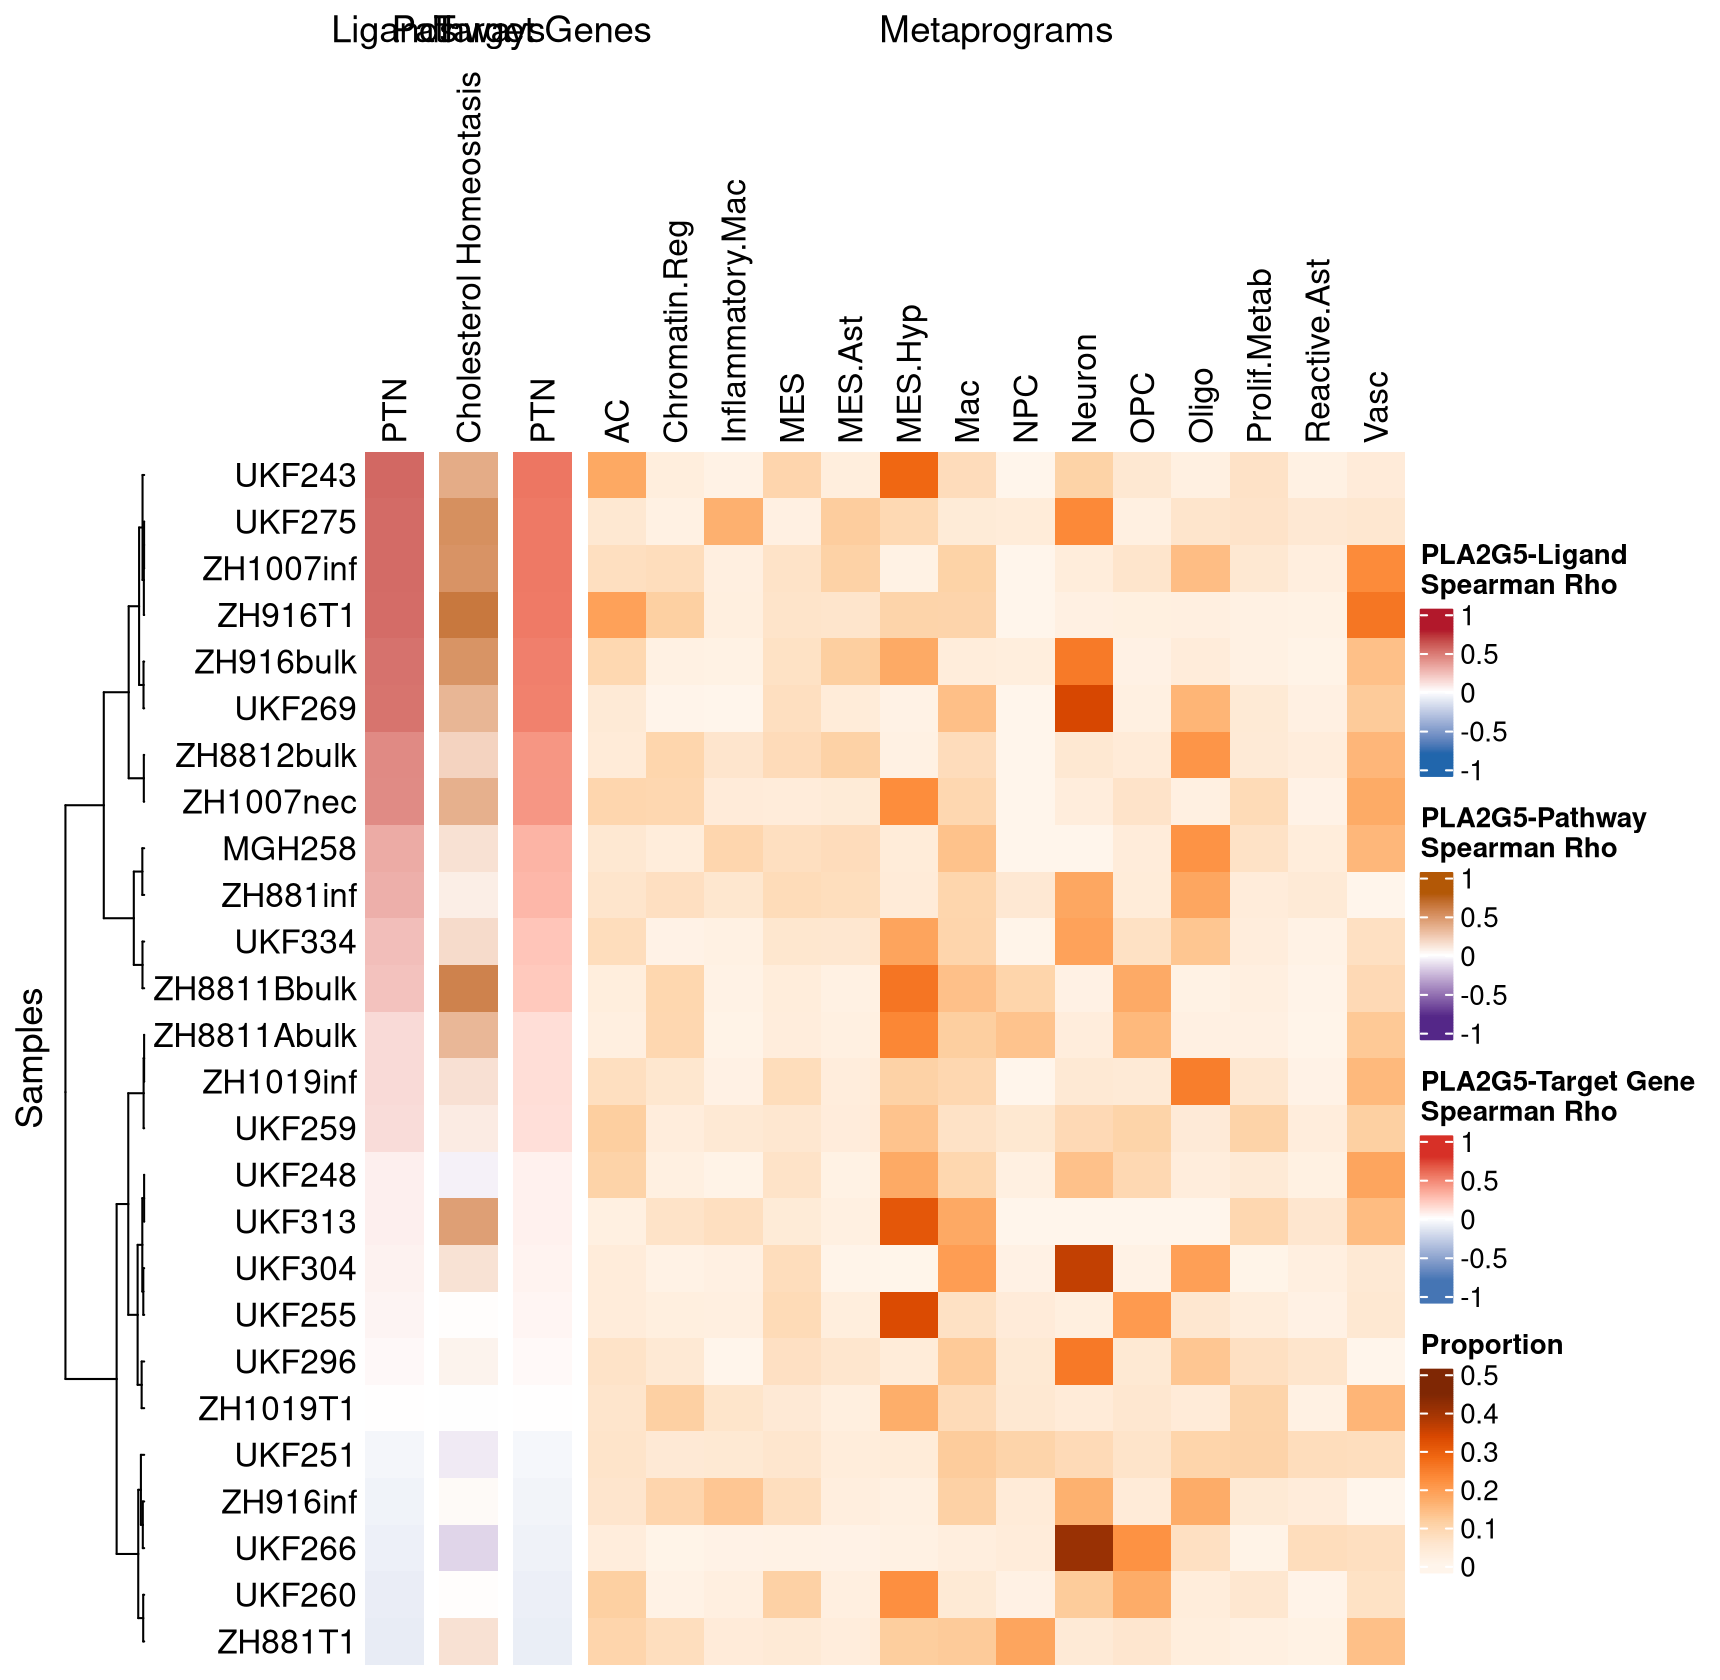 Ligands Pathways Target Genes Metaprograms
PTN
Cholesterol Homeostasis
PTN
AC
Chromatin.Reg
Inflammatory.Mac
MES
MES.Ast
MES.Hyp
Mac
NPC
Neuron
OPC
Oligo
Prolif.Metab
Reactive.Ast
Vasc
Samples
UKF243
UKF275
ZH1007inf
ZH916T1
ZH916bulk
UKF269
ZH8812bulk
ZH1007nec
MGH258
ZH881inf
UKF334
ZH8811Bbulk
ZH8811Abulk
ZH1019inf
UKF259
UKF248
UKF313
UKF304
UKF255
UKF296
ZH1019T1
UKF251
ZH916inf
UKF266
UKF260
ZH881T1
PLA2G5-Ligand
Spearman Rho
1
0.5
0
-0.5
-1
PLA2G5-Pathway
Spearman Rho
1
0.5
0
-0.5
-1
PLA2G5-Target Gene
Spearman Rho
1
0.5
0
-0.5
-1
Proportion
0.5
0.4
0.3
0.2
0.1
0